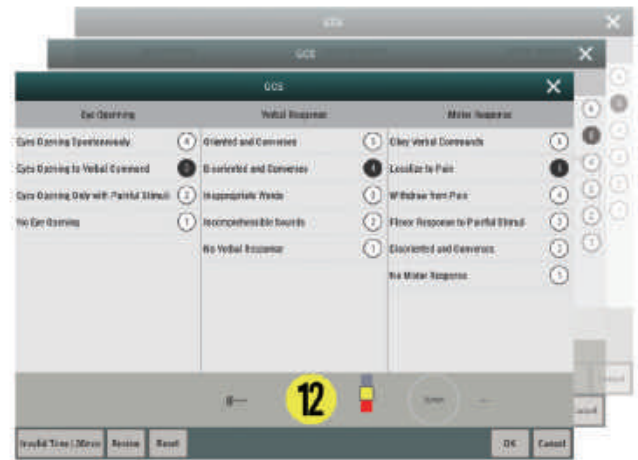 GCS
GCS
Eye Opening
Verbal Response
Motor Response
Eyes Opening Spontaneously 4
Oriented and Converses 5
Obey Verbal Commands 6
Eyes Opening to Verbal Command 3
Disoriented and Converses 4
Localize to Pain 5
Eyes Opening Only with Painful Stimuli 2
Inappropriate Words 3
Withdraw from Pain 4
No Eye Opening 1
Incomprehensible Sounds 2
Flexor Response to Painful Stimuli 3
No Verbal Response 1
Disoriented and Converses 2
No Motor Response 1
12
Review
Reset
OK
Cancel